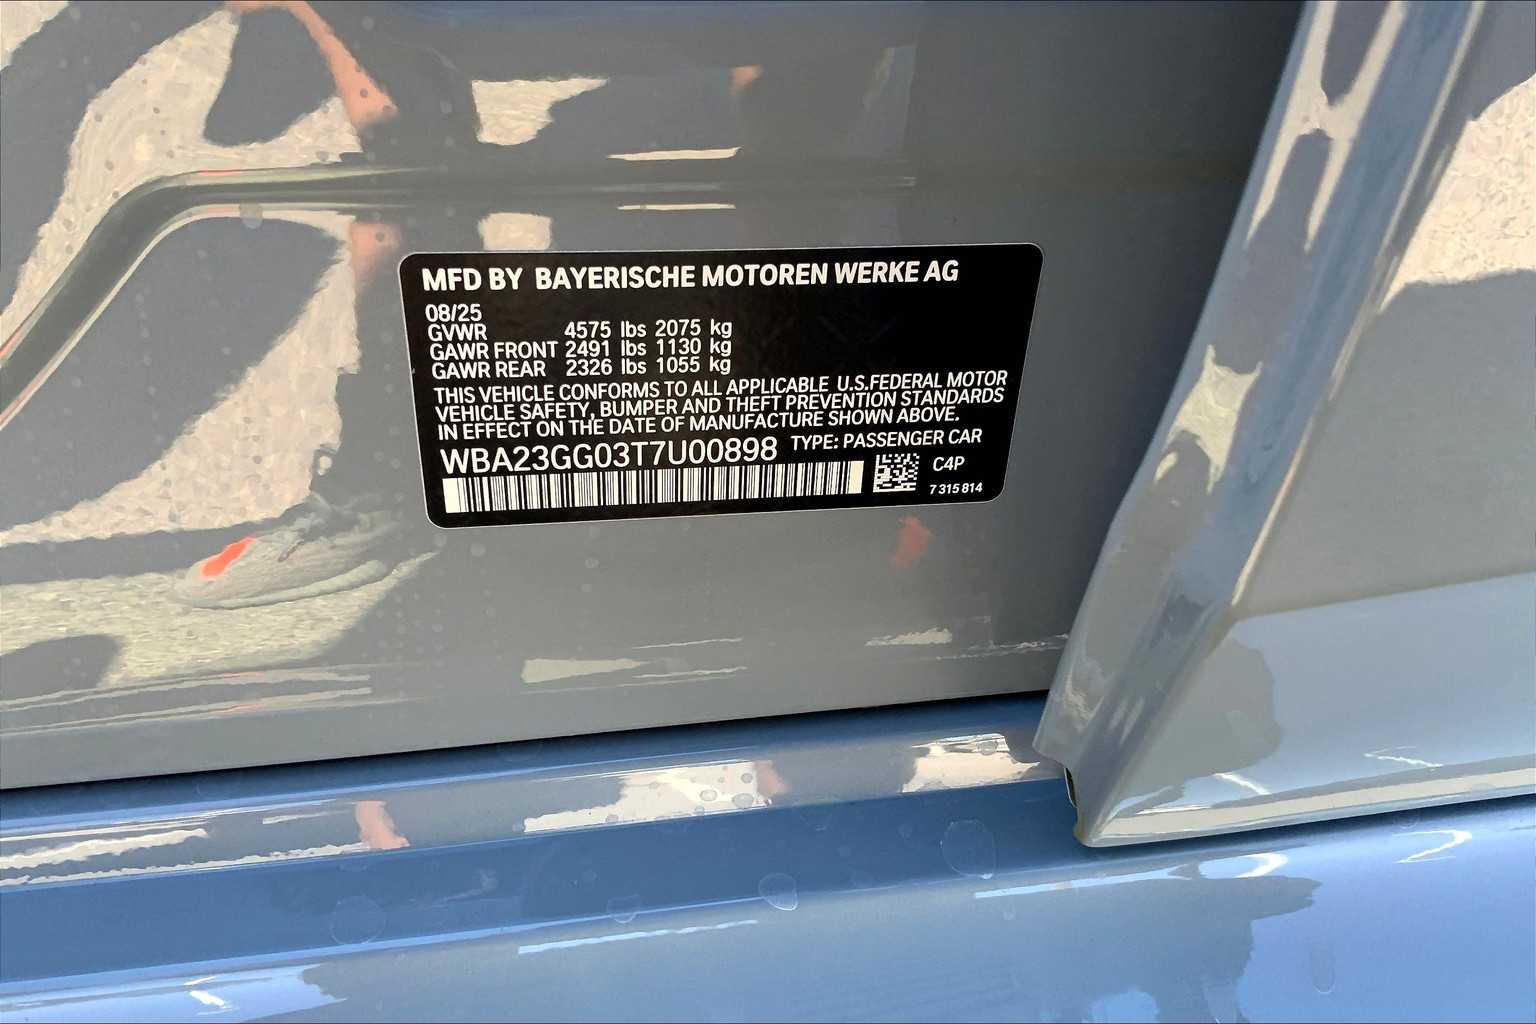 MFD BY BAYERISCHE MOTOREN WERKE AG
08/25
GVWR 4575 lbs 2075 kg
GAWR FRONT 2491 lbs 1130 kg
GAWR REAR 2326 lbs 1055 kg
THIS VEHICLE CONFORMS TO ALL APPLICABLE U.S.FEDERAL MOTOR
VEHICLE SAFETY, BUMPER AND THEFT PREVENTION STANDARDS
IN EFFECT ON THE DATE OF MANUFACTURE SHOWN ABOVE.
WBA23GG03T7U00898 TYPE: PASSENGER CAR
C4P
7 315 814